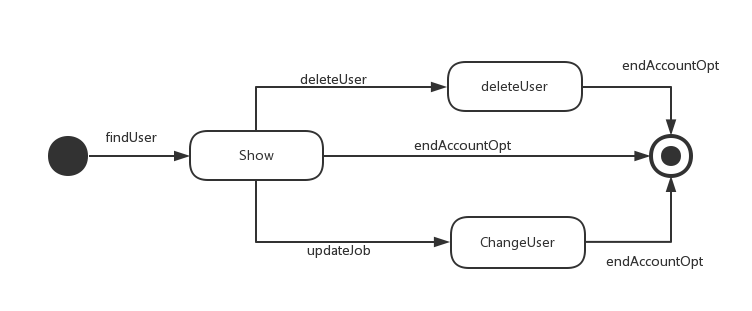 endAccountOpt
deleteUser
deleteUser
findUser
Show
endAccountOpt
updateJob
ChangeUser
endAccountOpt